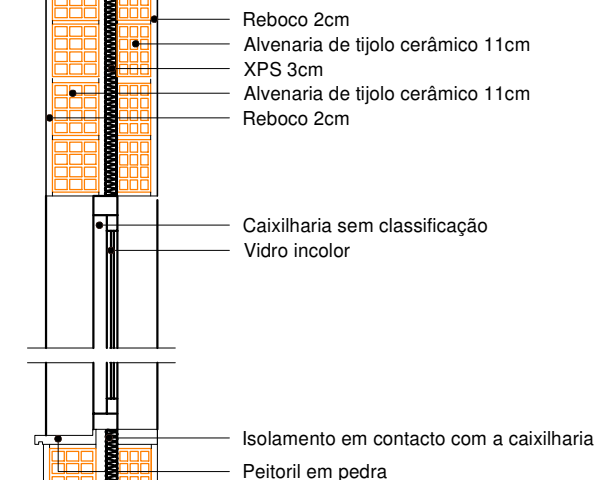 Reboco 2cm
Alvenaria de tijolo cerâmico 11cm
XPS 3cm
Alvenaria de tijolo cerâmico 11cm
Reboco 2cm
Caixilharia sem classificação
Vidro incolor
Isolamento em contacto com a caixilharia
Peitoril em pedra